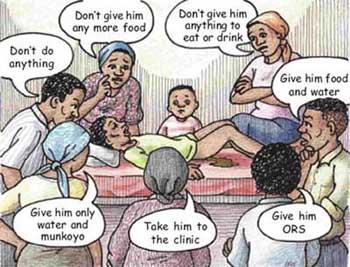 Don't do
anything
Don't give him
any more food
Don't give him
anything to
eat or drink
Give him food
and water
Give him only
water and
munkoyo
Take him to
the clinic
Give him
ORS